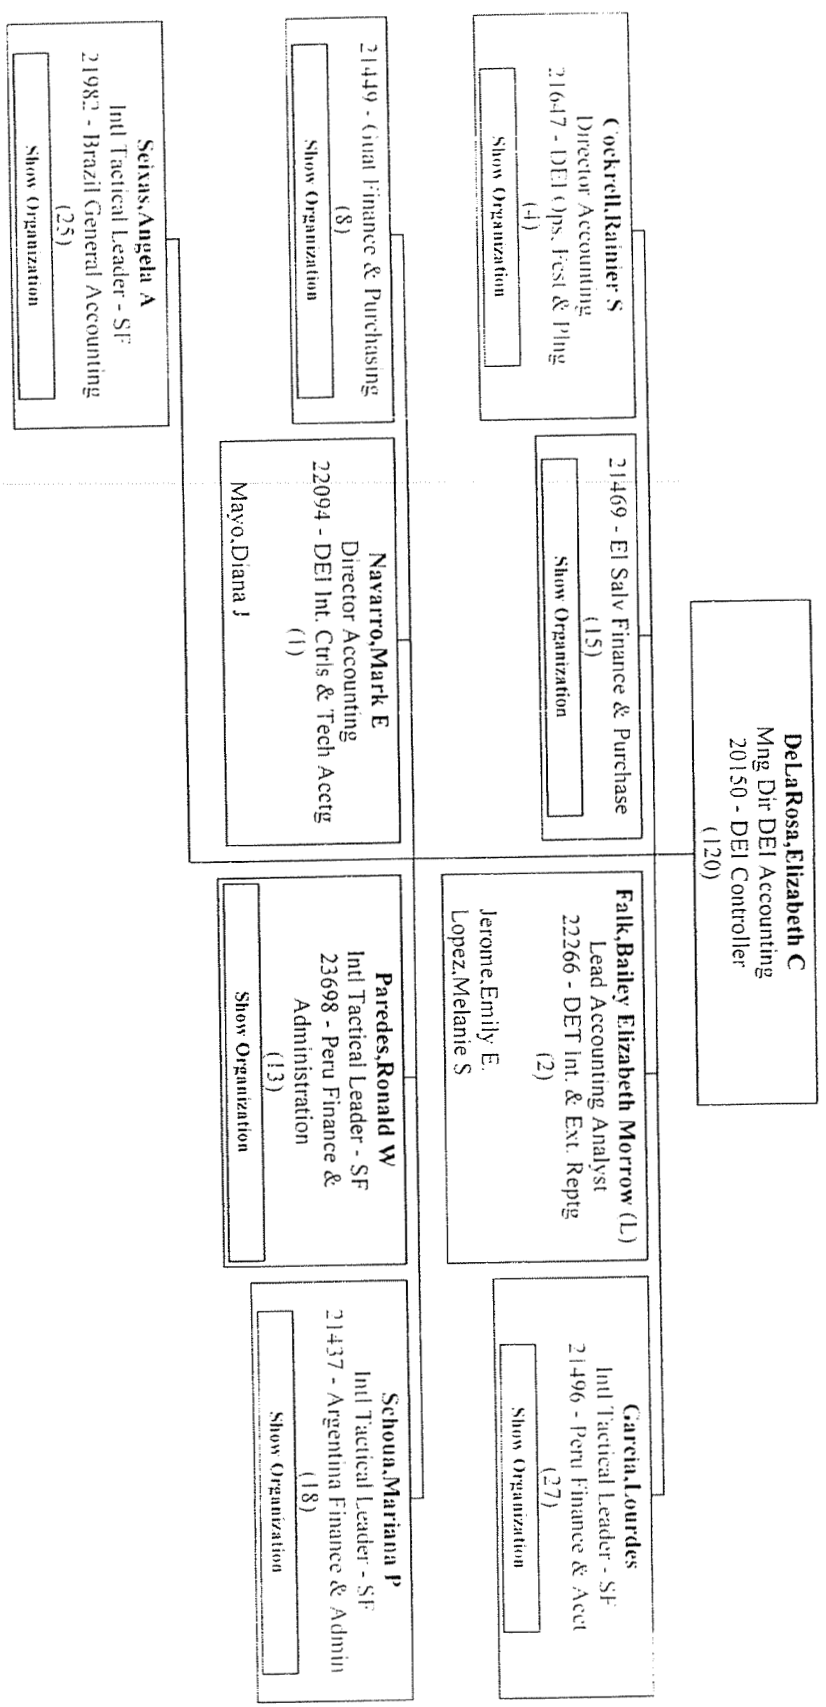 DeLaRosa,Elizabeth C
Mng Dir DEI Accounting
20150 - DEI Controller
(120)
Cockrell,Rainier S
Director Accounting
21647 - DEI Ops, Fcst & Plng
(4)
Show Organization
21469 - El Salv Finance & Purchase
(15)
Show Organization
Falk,Bailey Elizabeth Morrow (L)
Lead Accounting Analyst
22266 - DET Int. & Ext. Reptg
(2)
Jerome,Emily E.
Lopez,Melanie S
Garcia,Lourdes
Intl Tactical Leader - SF
21496 - Peru Finance & Acct
(27)
Show Organization
21449 - Guat Finance & Purchasing
(8)
Show Organization
Navarro,Mark E
Director Accounting
22094 - DEI Int. Ctrls & Tech Acctg
(1)
Mayo,Diana J
Paredes,Ronald W
Intl Tactical Leader - SF
23698 - Peru Finance &
Administration
(13)
Show Organization
Schoua,Mariana P
Intl Tactical Leader - SF
21437 - Argentina Finance & Admin
(18)
Show Organization
Seixas,Angela A
Intl Tactical Leader - SF
21982 - Brazil General Accounting
(25)
Show Organization